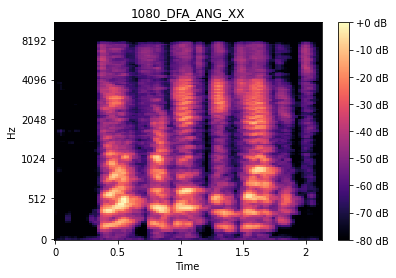 1080_DFA_ANG_XX
+0 dB
8192
-10 dB
4096
-20 dB
-30 dB
2048
Hz
-40 dB
1024
-50 dB
512
-60 dB
-70 dB
0
-80 dB
0 0.5 1 1.5 2
Time